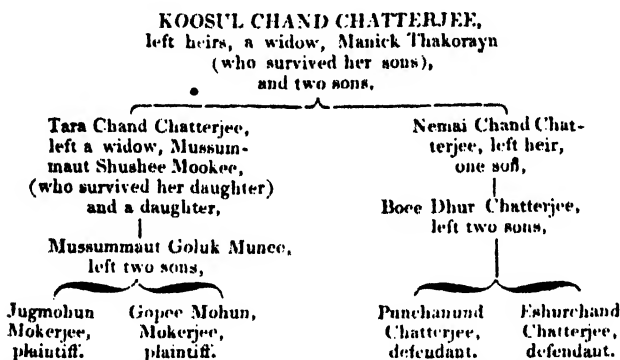 KOOSUL CHAND CHATTERJEE,
left heirs, a widow, Manick Thakorayn
(who survived her sons),
and two sons,
Tara Chand Chatterjee,
left a widow, Mussum-
maut Shushee Mookee,
(who survived her daughter)
and a daughter,
Mussummaut Goluk Munee,
left two sons,
Jugmohun
Mokerjee,
plaintiff.
Gopee Mohun,
Mokerjee,
plaintiff.
Nemai Chand Chat-
terjee, left heir,
one son,
Boee Dhur Chatterjee,
left two sons,
Punchanund
Chatterjee,
defendant.
Eshurchand
Chatterjee,
defendant.